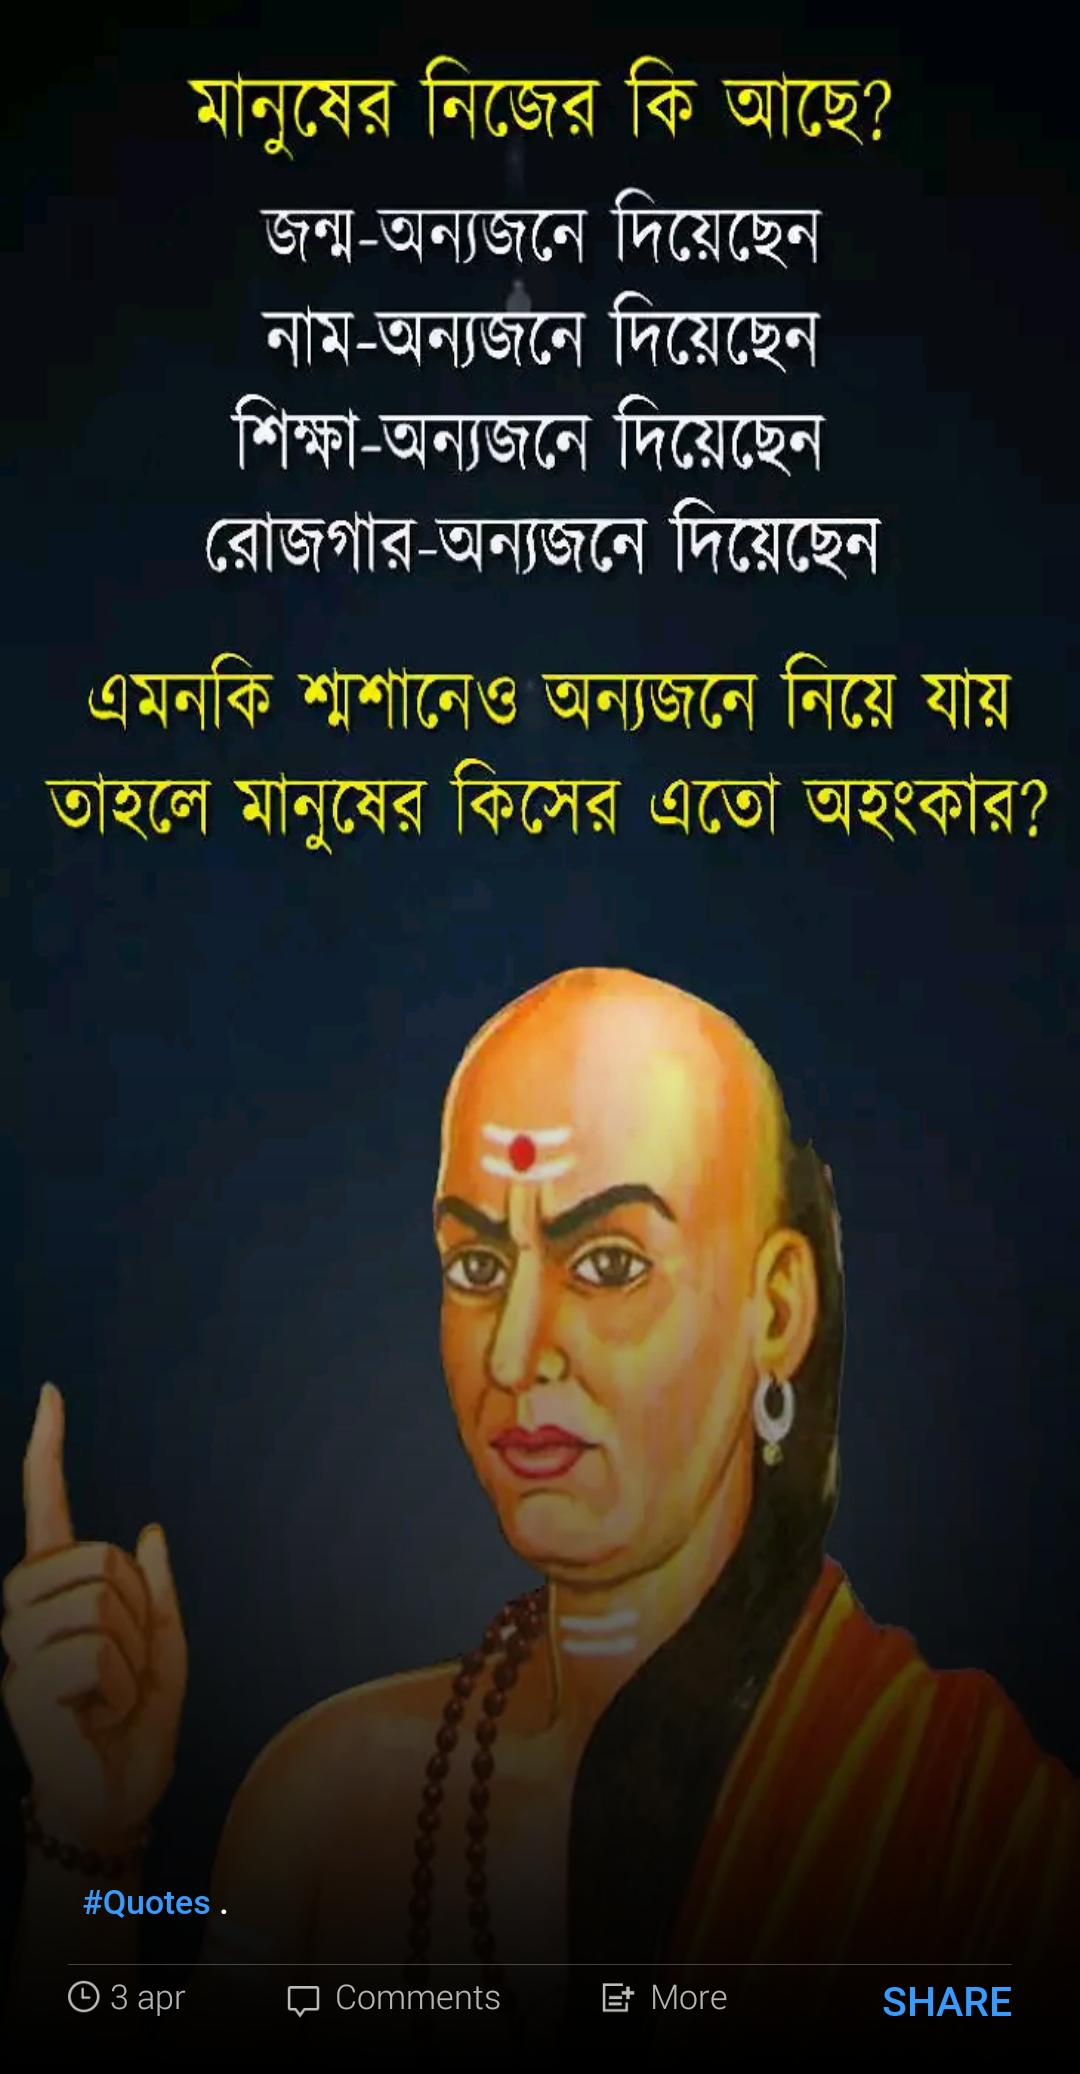 মানুষের নিজের কি আছে?
জন্ম-অন্যজনে দিয়েছেন
নাম-অন্যজনে দিয়েছেন
শিক্ষা-অন্যজনে দিয়েছেন
রোজগার-অন্যজনে দিয়েছেন
এমনকি শ্মশানেও অন্যজনে নিয়ে যায়
তাহলে মানুষের কিসের এতো অহংকার?
#Quotes .
3 apr Comments More SHARE